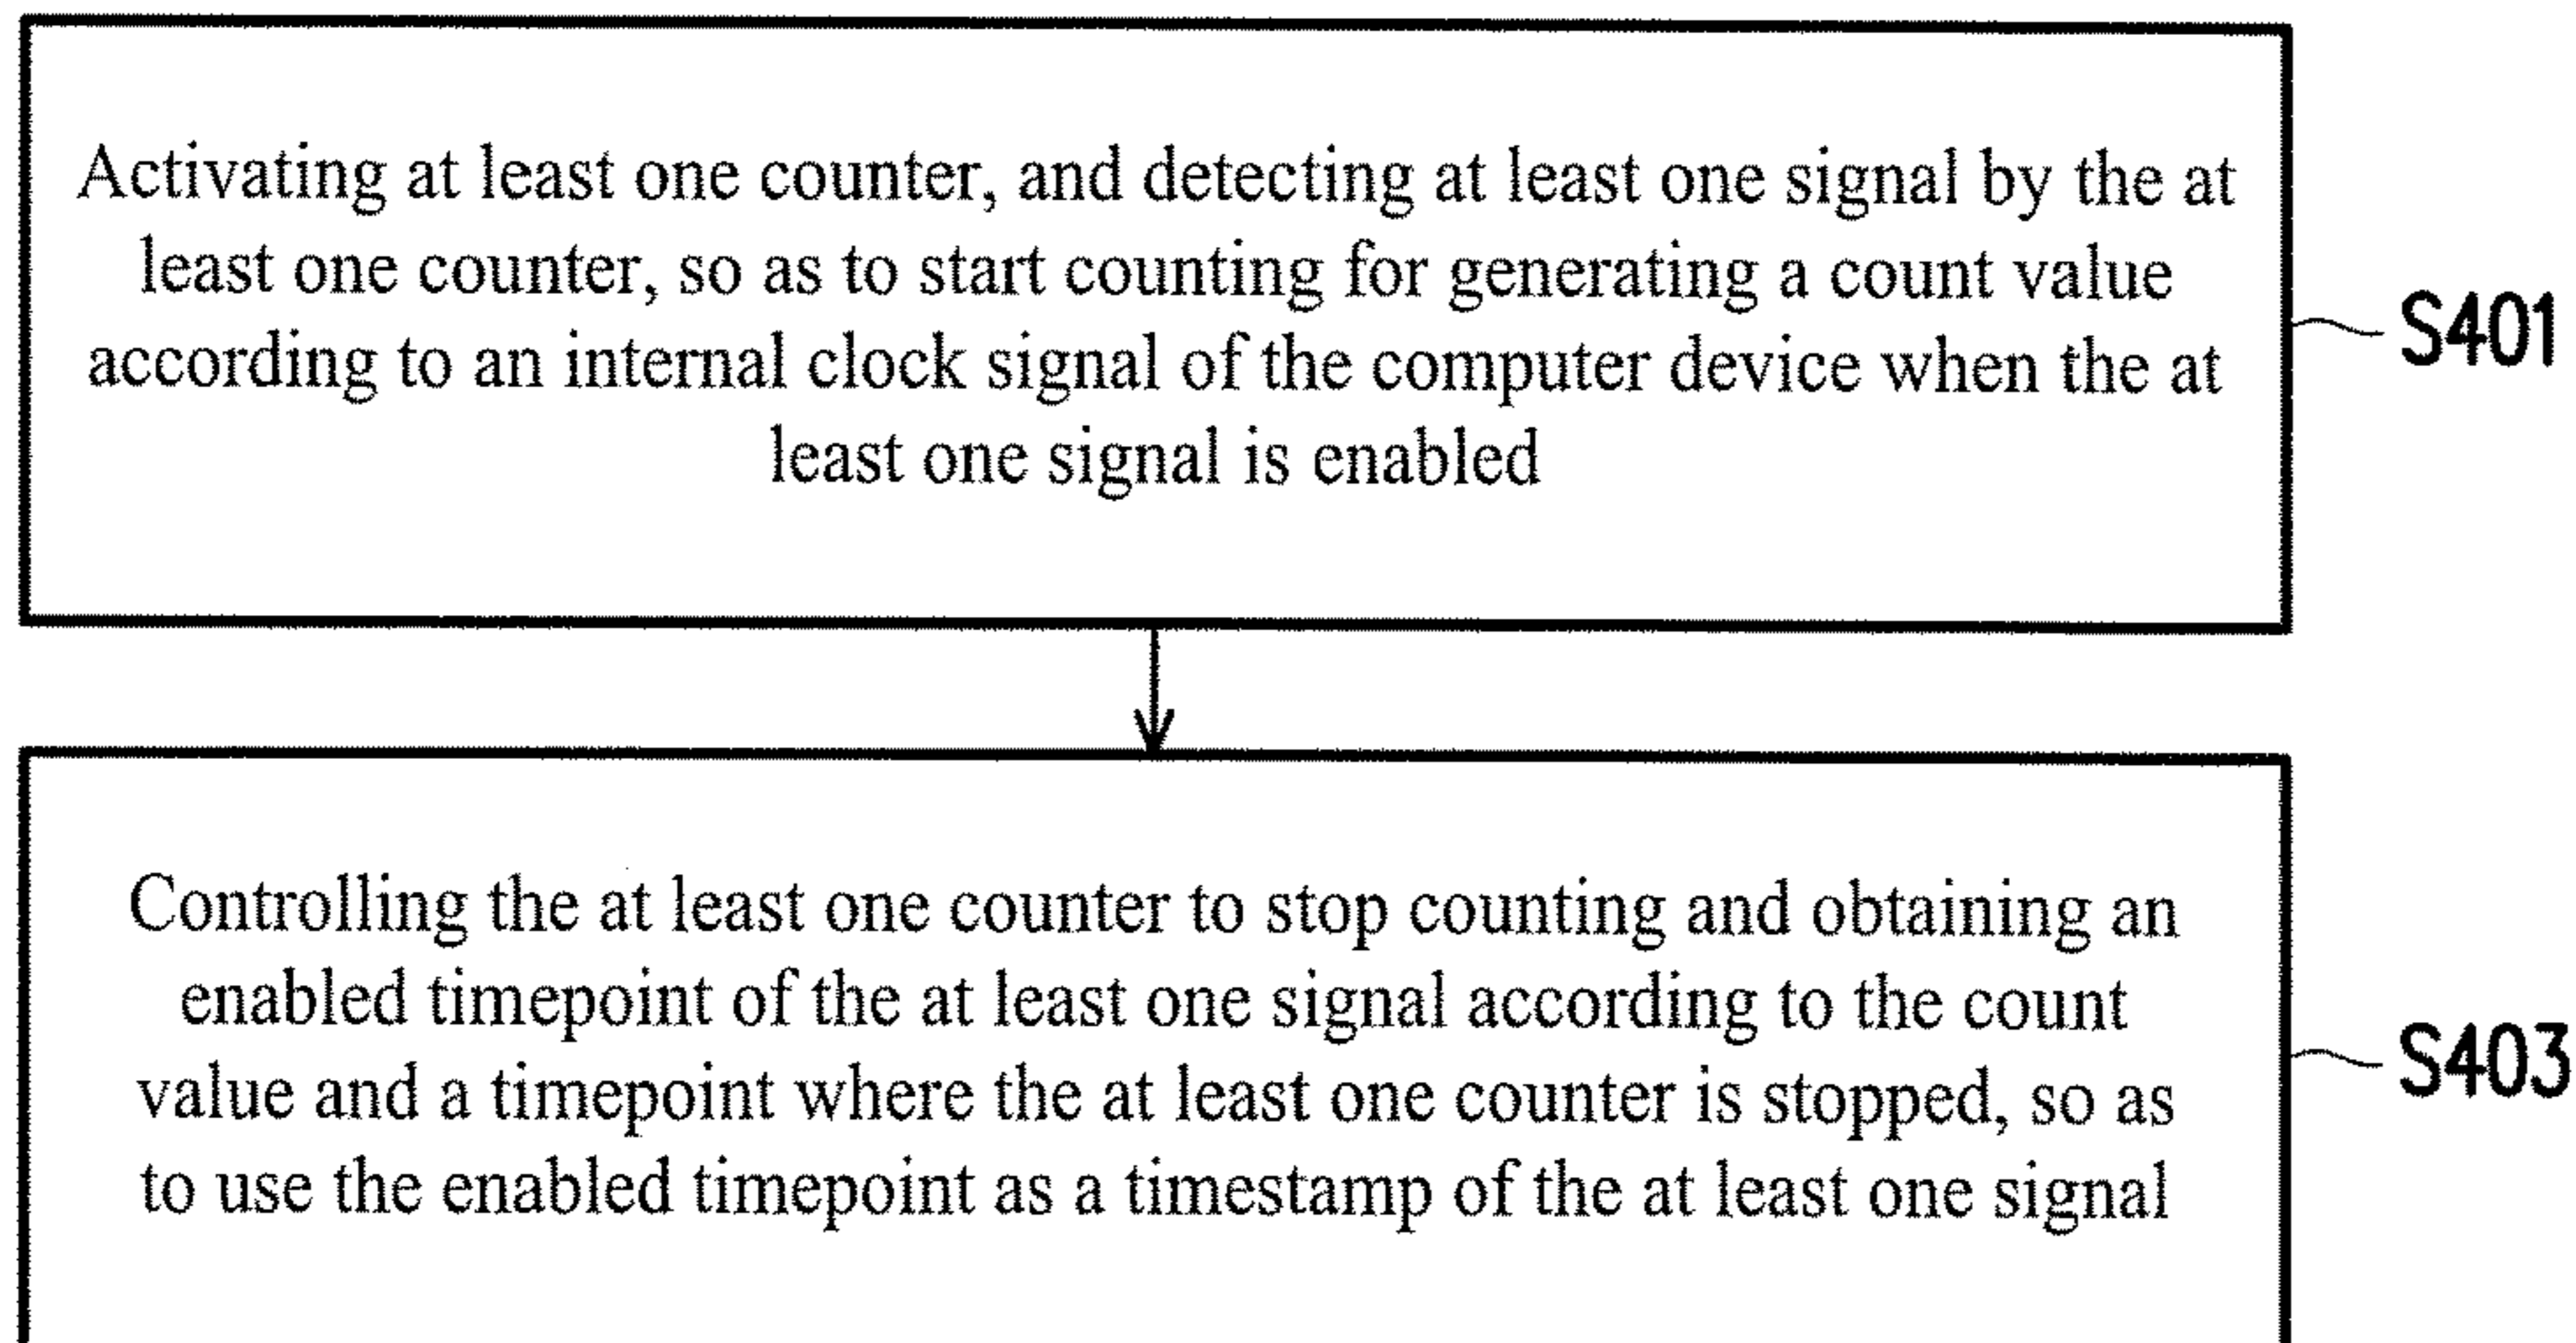 Activating at least one counter, and detecting at least one signal by the at
least one counter, so as to start counting for generating a count value
according to an internal clock signal of the computer device when the at
least one signal is enabled
S401
Controlling the at least one counter to stop counting and obtaining an
enabled timepoint of the at least one signal according to the count
value and a timepoint where the at least one counter is stopped, so as
to use the enabled timepoint as a timestamp of the at least one signal
S403